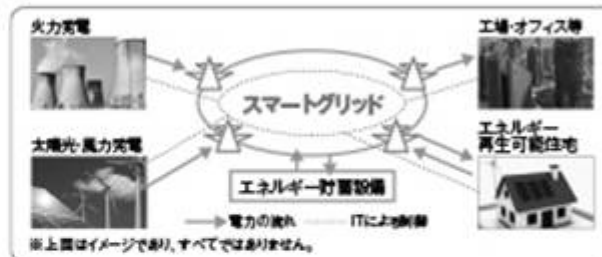 火力発電
工場・オフィス等
スマートグリッド
太陽光・風力発電
エネルギー
再生可能住宅
エネルギー貯蓄設備
電力の流れ
ITによる制御
※上図はイメージであり、すべてではありません。